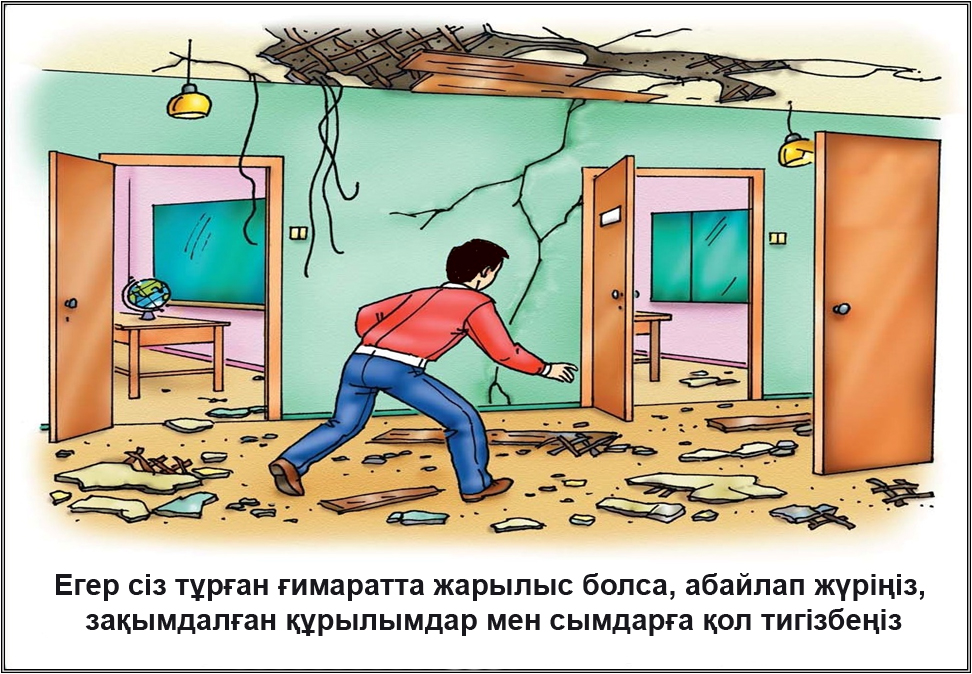 Егер сіз тұрған ғимаратта жарылыс болса, абайлап жүріңіз,
зақымдалған құрылымдар мен сымдарға қол тигізбеңіз